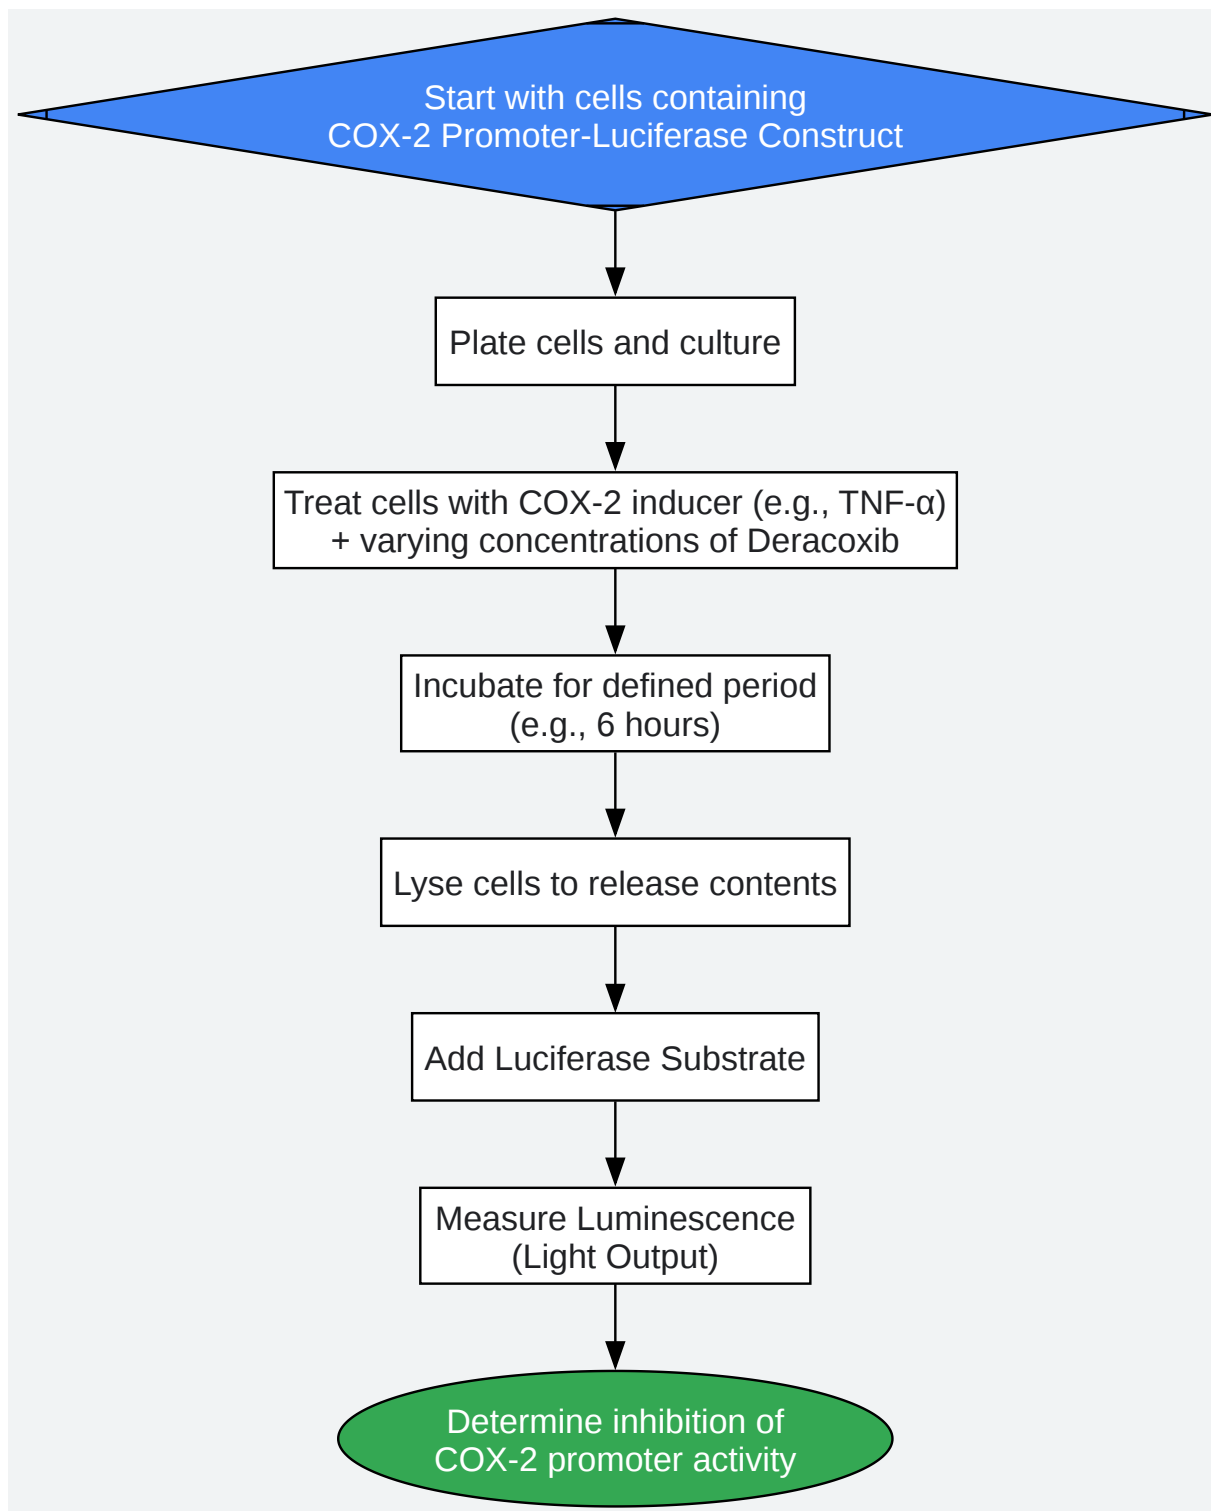 Start with cells containing
COX-2 Promoter-Luciferase Construct
Plate cells and culture
Treat cells with COX-2 inducer (e.g., TNF-α)
+ varying concentrations of Deracoxib
Incubate for defined period
(e.g., 6 hours)
Lyse cells to release contents
Add Luciferase Substrate
Measure Luminescence
(Light Output)
Determine inhibition of
COX-2 promoter activity